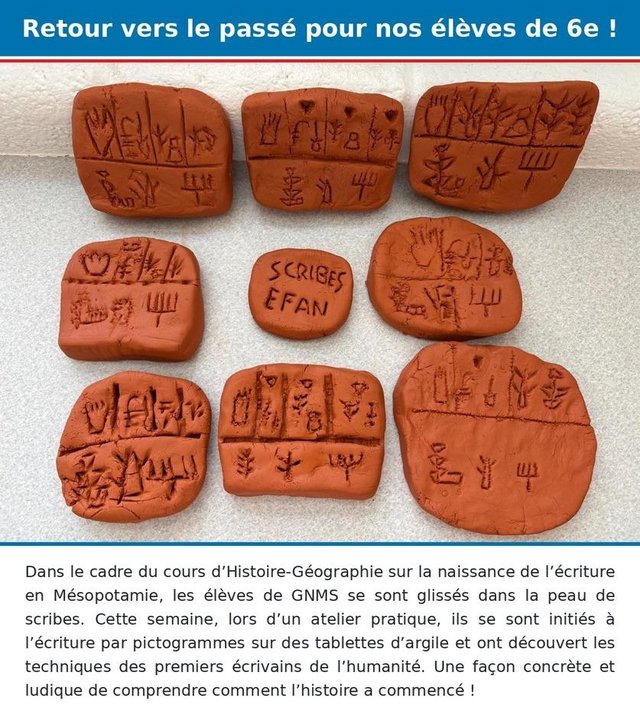 Retour vers le passé pour nos élèves de 6e !
SCRIBES
EFAN
Dans le cadre du cours d’Histoire-Géographie sur la naissance de l’écriture
en Mésopotamie, les élèves de GNMS se sont glissés dans la peau de
scribes. Cette semaine, lors d’un atelier pratique, ils se sont initiés à
l’écriture par pictogrammes sur des tablettes d’argile et ont découvert les
techniques des premiers écrivains de l’humanité. Une façon concrète et
ludique de comprendre comment l’histoire a commencé !